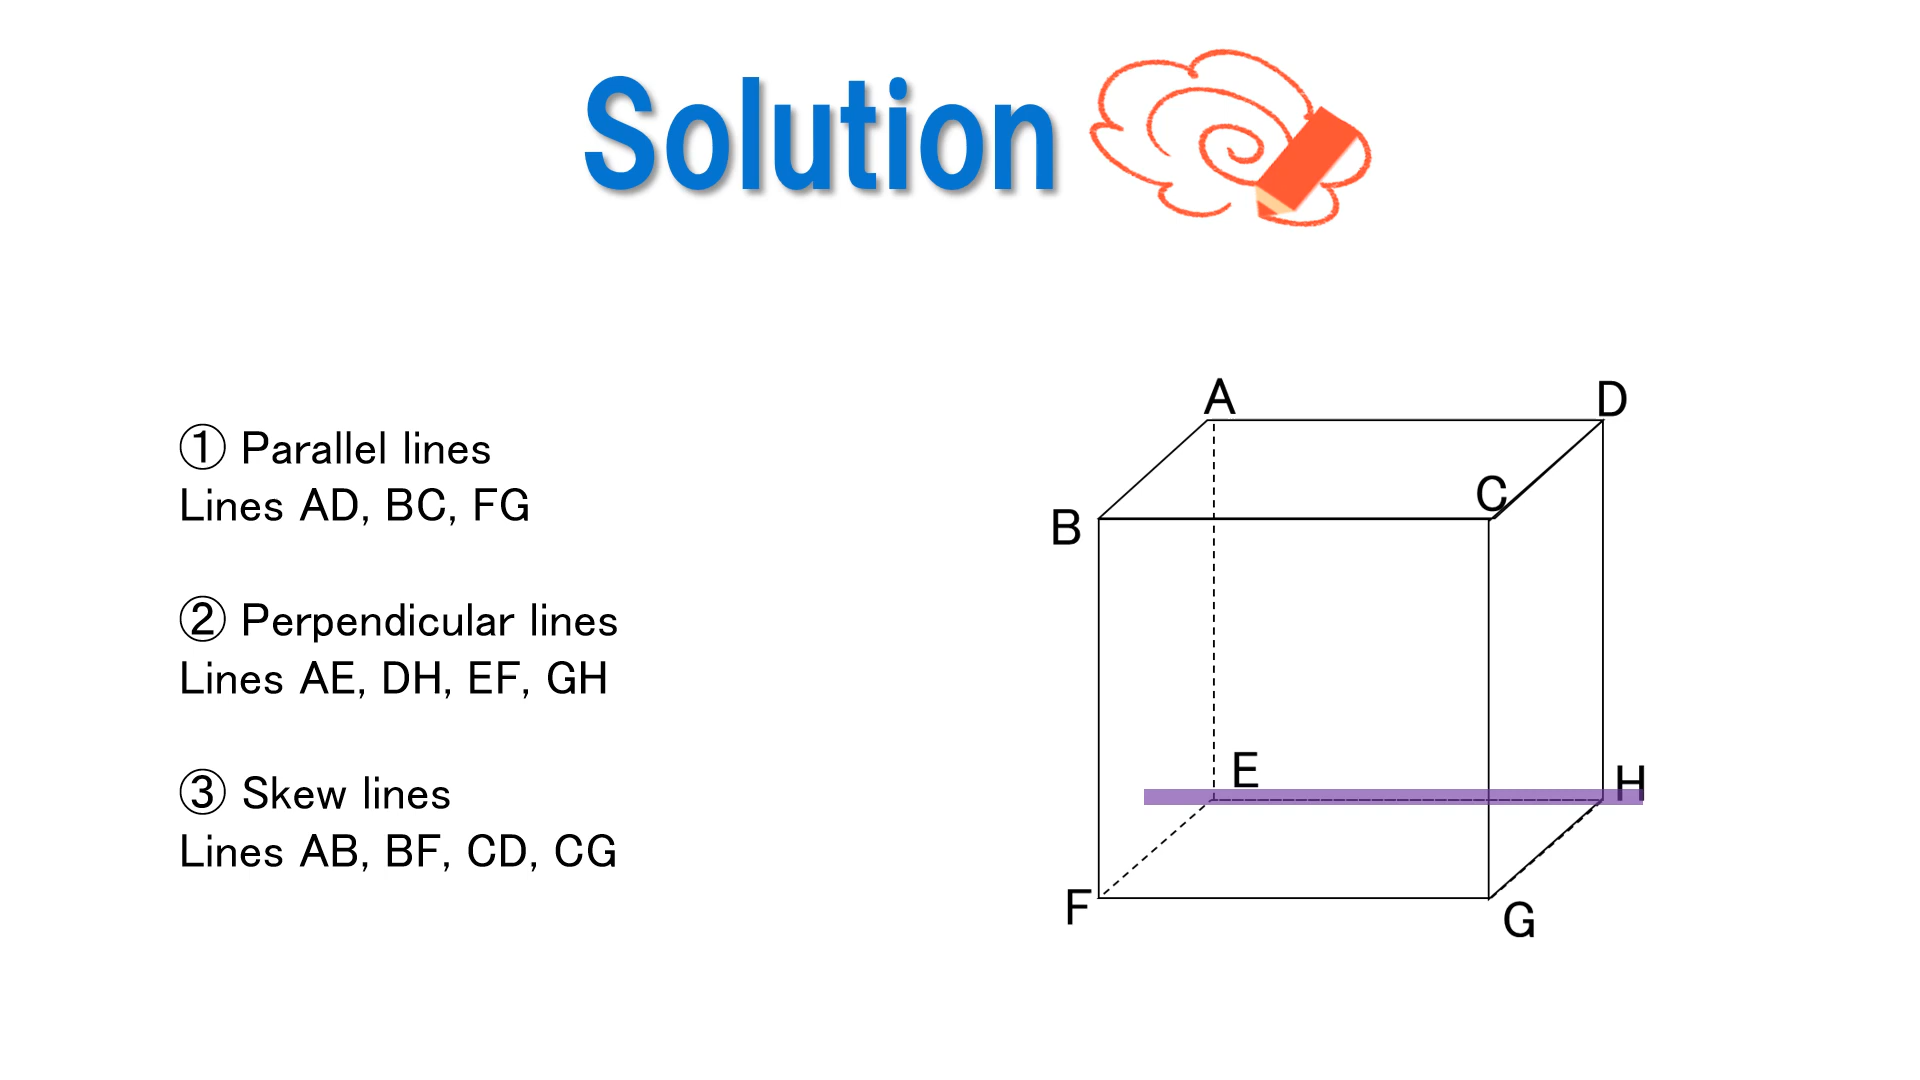 Solution
① Parallel lines
Lines AD, BC, FG
② Perpendicular lines
Lines AE, DH, EF, GH
③ Skew lines
Lines AB, BF, CD, CG
A
D
C
B
E
H
F
G